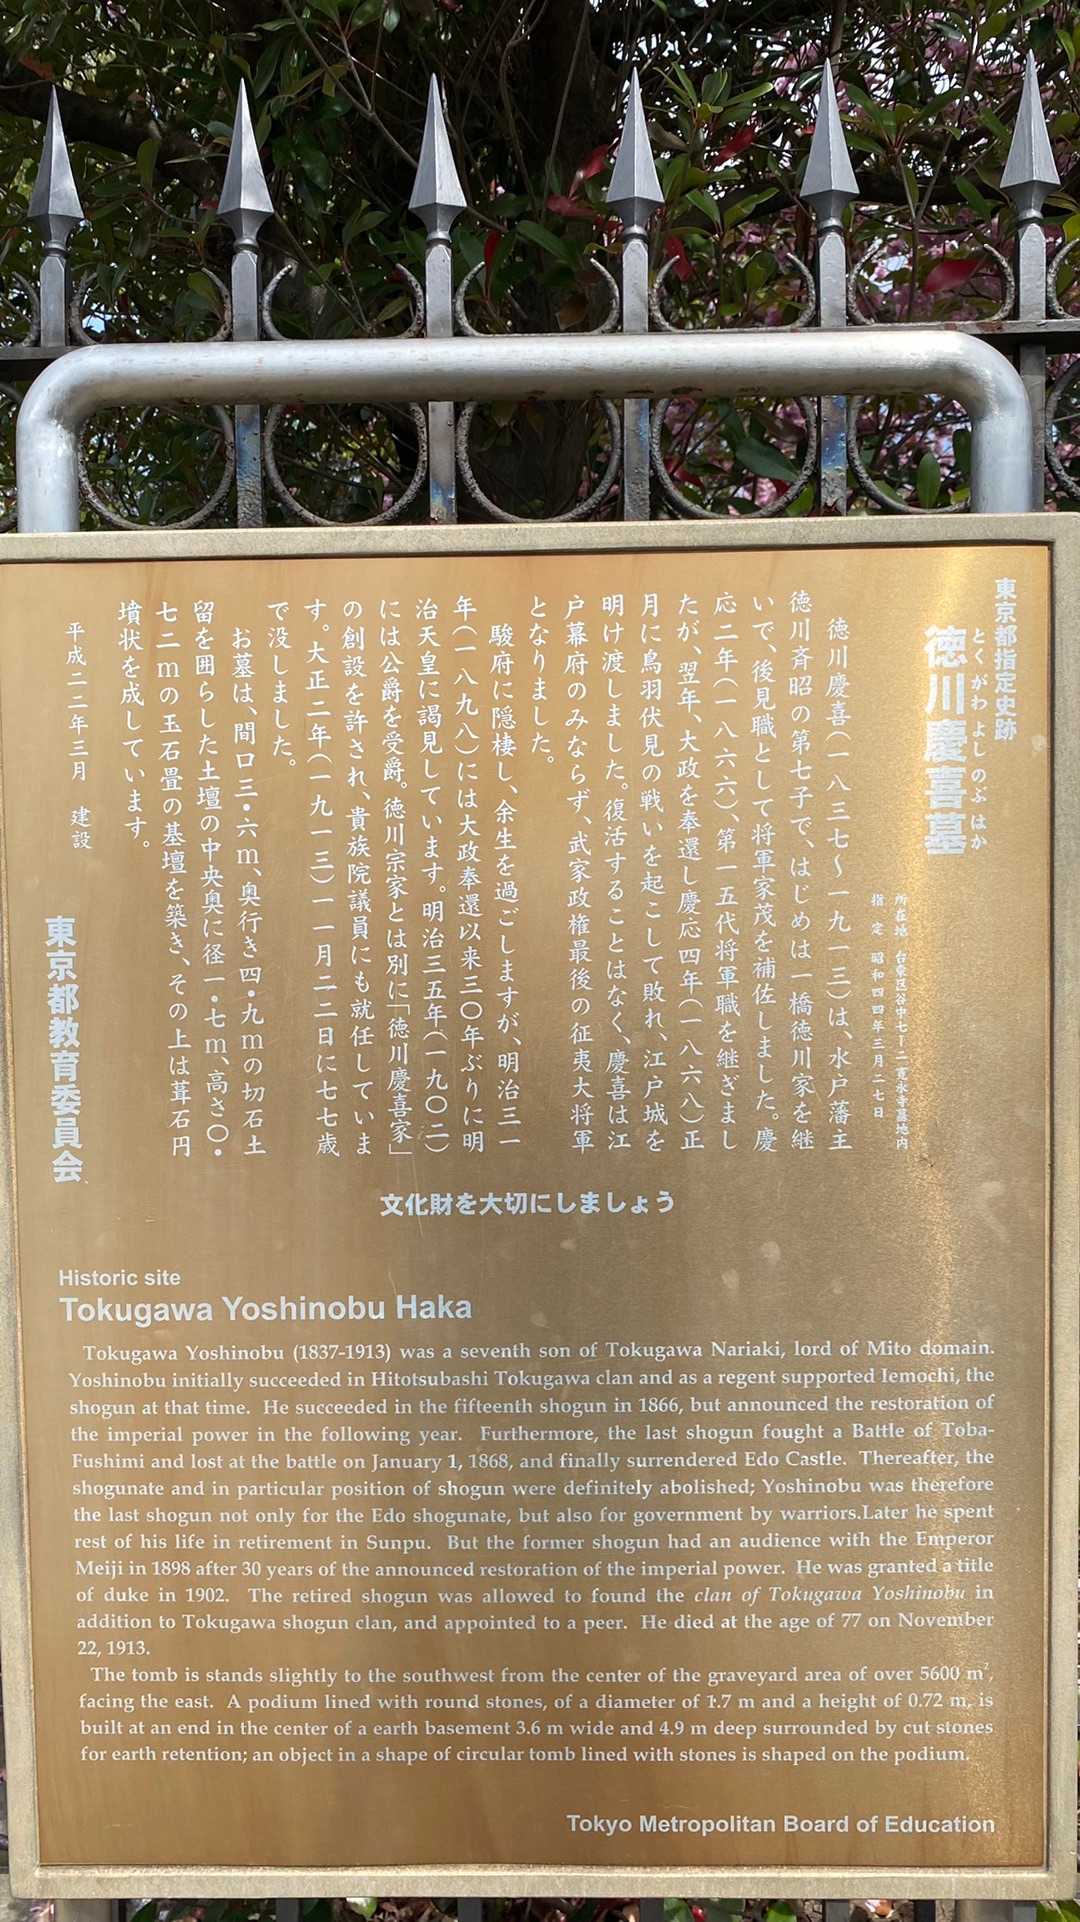 東京都指定史跡
とくがわ よしのぶ はか
徳川慶喜墓
所在地 台東区谷中七ー二 寛永寺墓地内
指 定 昭和四四年三月二七日
徳川慶喜(一八三七〜一九一三)は、水戸藩主
徳川斉昭の第七子で、はじめは一橋徳川家を継
いで、後見職として将軍家茂を補佐しました。慶
応二年(一八六六)、第一五代将軍職を継ぎまし
たが、翌年、大政を奉還し慶応四年(一八六八)正
月に鳥羽伏見の戦いを起こして敗れ、江戸城を
明け渡しました。復活することはなく、慶喜は江
戸幕府のみならず、武家政権最後の征夷大将軍
となりました。
駿府に隠棲し、余生を過ごしますが、明治三一
年(一八九八)には大政奉還以来三〇年ぶりに明
治天皇に謁見しています。明治三五年(一九〇二)
には公爵を受爵。徳川宗家とは別に「徳川慶喜家」
の創設を許され、貴族院議員にも就任していま
す。大正二年(一九一三)一一月二二日に七七歳
で没しました。
お墓は、間口三・六m、奥行き四・九mの切石土
留を囲らした土壇の中央奥に径一・七m、高さ〇・
七二mの玉石畳の基壇を築き、その上は葺石円
墳状を成しています。
平成二二年三月 建設
東京都教育委員会
文化財を大切にしましょう
Historic site
Tokugawa Yoshinobu Haka
Tokugawa Yoshinobu (1837-1913) was a seventh son of Tokugawa Nariaki, lord of Mito domain.
Yoshinobu initially succeeded in Hitotsubashi Tokugawa clan and as a regent supported Iemochi, the
shogun at that time. He succeeded in the fifteenth shogun in 1866, but announced the restoration of
the imperial power in the following year. Furthermore, the last shogun fought a Battle of Toba-
Fushimi and lost at the battle on January 1, 1868, and finally surrendered Edo Castle. Thereafter, the
shogunate and in particular position of shogun were definitely abolished; Yoshinobu was therefore
the last shogun not only for the Edo shogunate, but also for government by warriors.Later he spent
rest of his life in retirement in Sunpu. But the former shogun had an audience with the Emperor
Meiji in 1898 after 30 years of the announced restoration of the imperial power. He was granted a title
of duke in 1902. The retired shogun was allowed to found the clan of Tokugawa Yoshinobu in
addition to Tokugawa shogun clan, and appointed to a peer. He died at the age of 77 on November
22, 1913.
The tomb is stands slightly to the southwest from the center of the graveyard area of over 5600 m²,
facing the east. A podium lined with round stones, of a diameter of 1.7 m and a height of 0.72 m, is
built at an end in the center of a earth basement 3.6 m wide and 4.9 m deep surrounded by cut stones
for earth retention; an object in a shape of circular tomb lined with stones is shaped on the podium.
Tokyo Metropolitan Board of Education